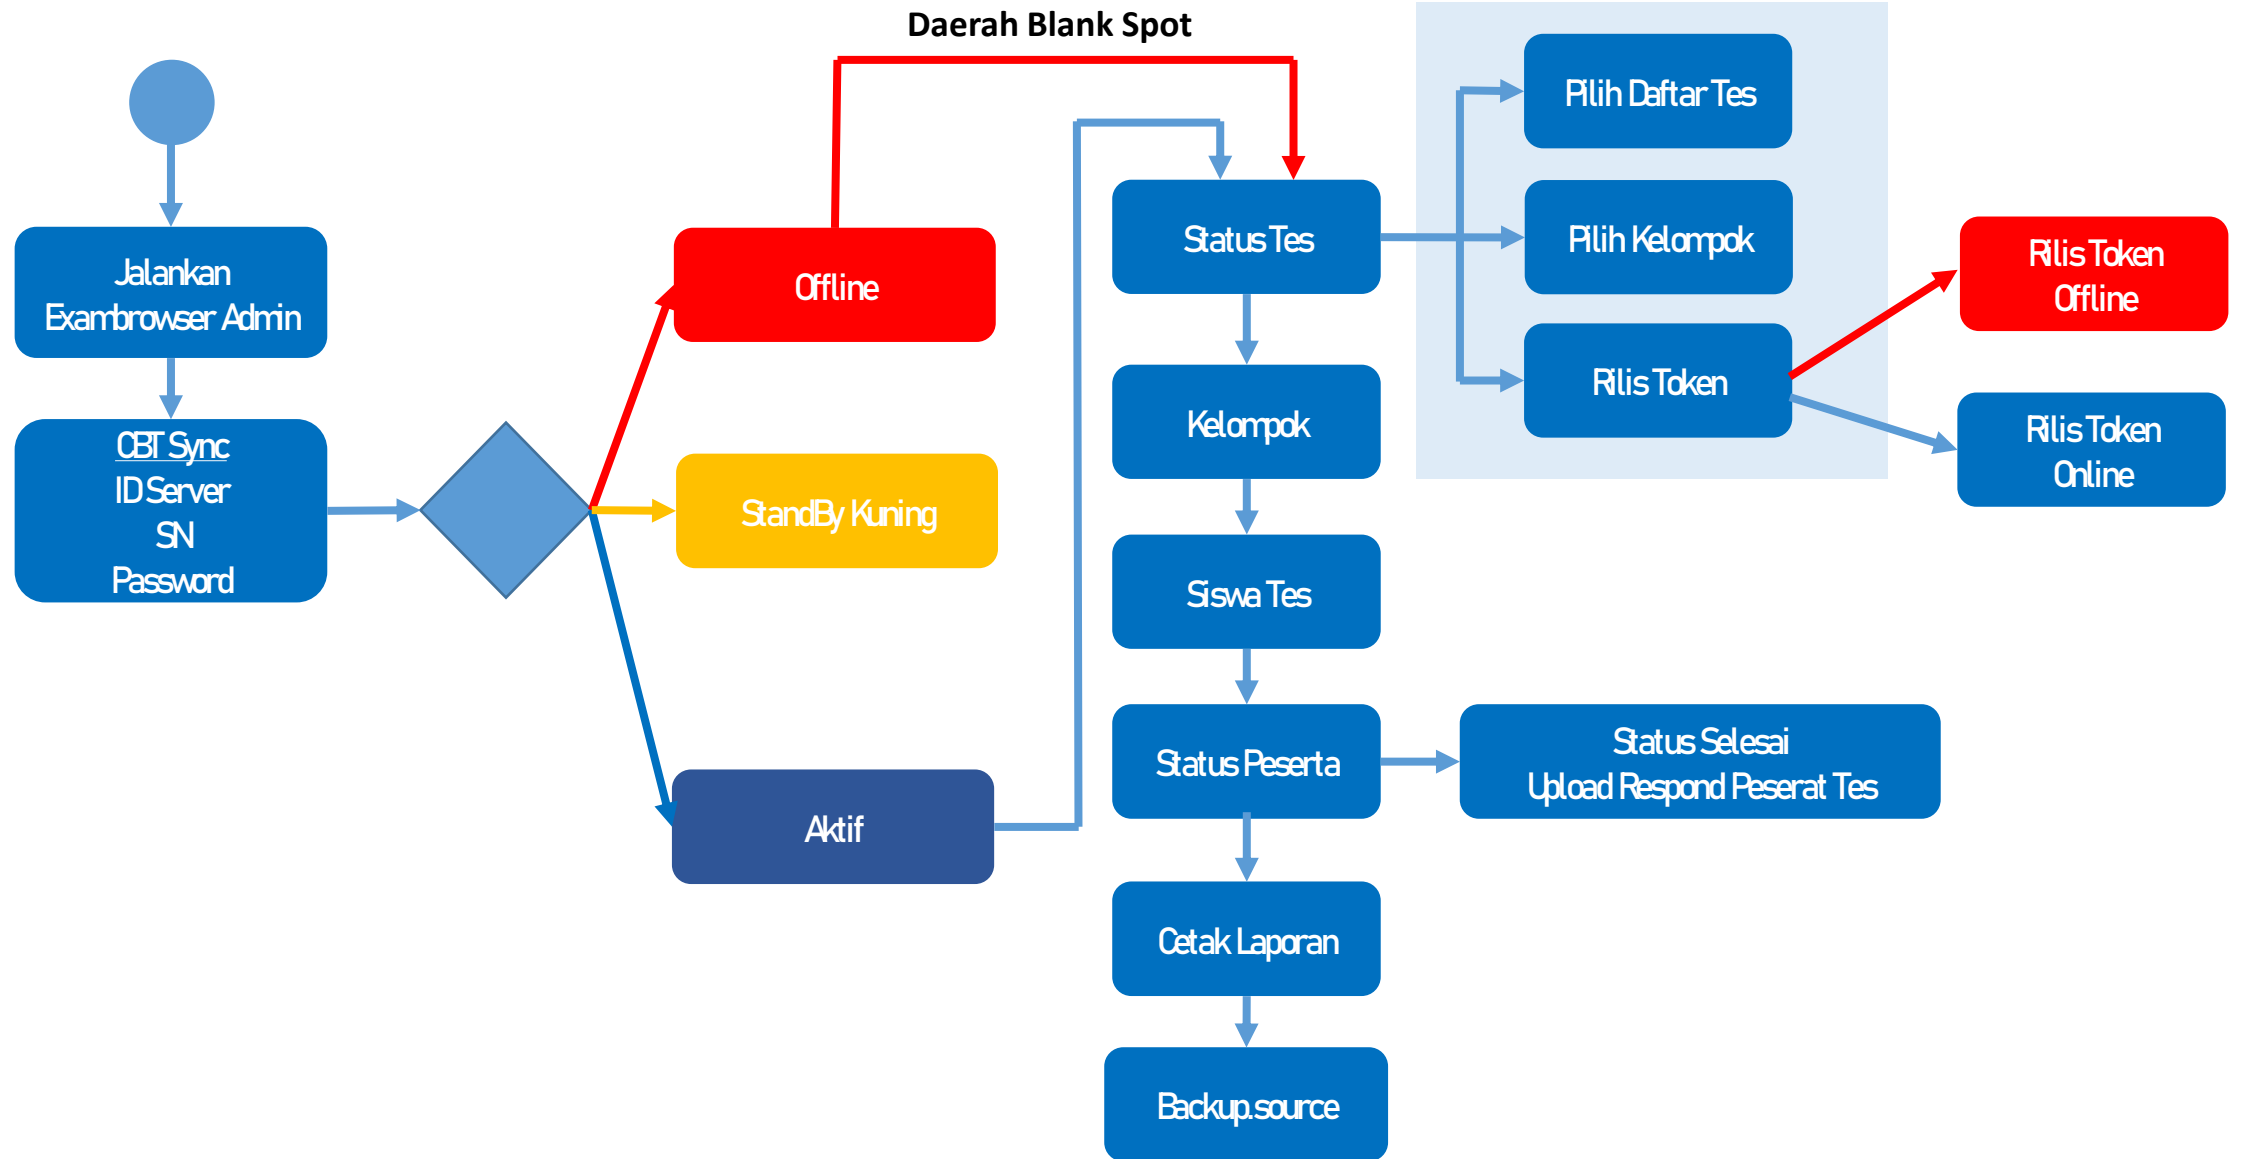 Daerah Blank Spot
Jalankan
Exambrowser Admin
CBT Sync
ID Server
SN
Password
Offline
StandBy Kuning
Aktif
Status Tes
Kelompok
Siswa Tes
Status Peserta
Cetak Laporan
Backup.source
Pilih Daftar Tes
Pilih Kelompok
Rilis Token
Rilis Token
Offline
Rilis Token
Online
Status Selesai
Upload Respond Peserat Tes